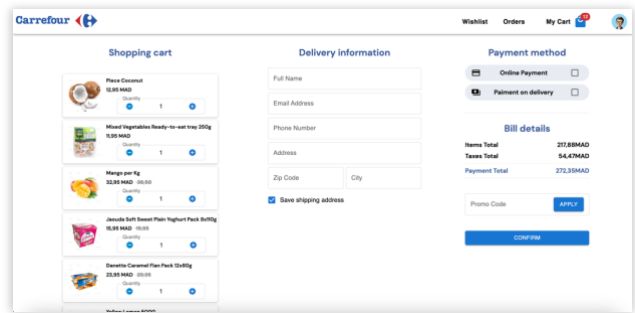 Carrefour
Wishlist
Orders
My Cart
Shopping cart
Piece Coconut
12,95 MAD
Quantity
1
Mixed Vegetables Ready-to-eat tray 250g
11,95 MAD
Quantity
1
Mango per Kg
32,95 MAD
Quantity
1
Jaouda Soft Sweet Plain Yoghurt Pack 8x90g
15,95 MAD
Quantity
1
Danette Caramel Flan Pack 12x80g
23,95 MAD
Quantity
1
Delivery information
Full Name
Email Address
Phone Number
Address
Zip Code
City
Save shipping address
Payment method
Online Payment
Paiment on delivery
Bill details
Items Total 217,88MAD
Taxes Total 54,47MAD
Payment Total 272,35MAD
Promo Code
APPLY
CONFIRM